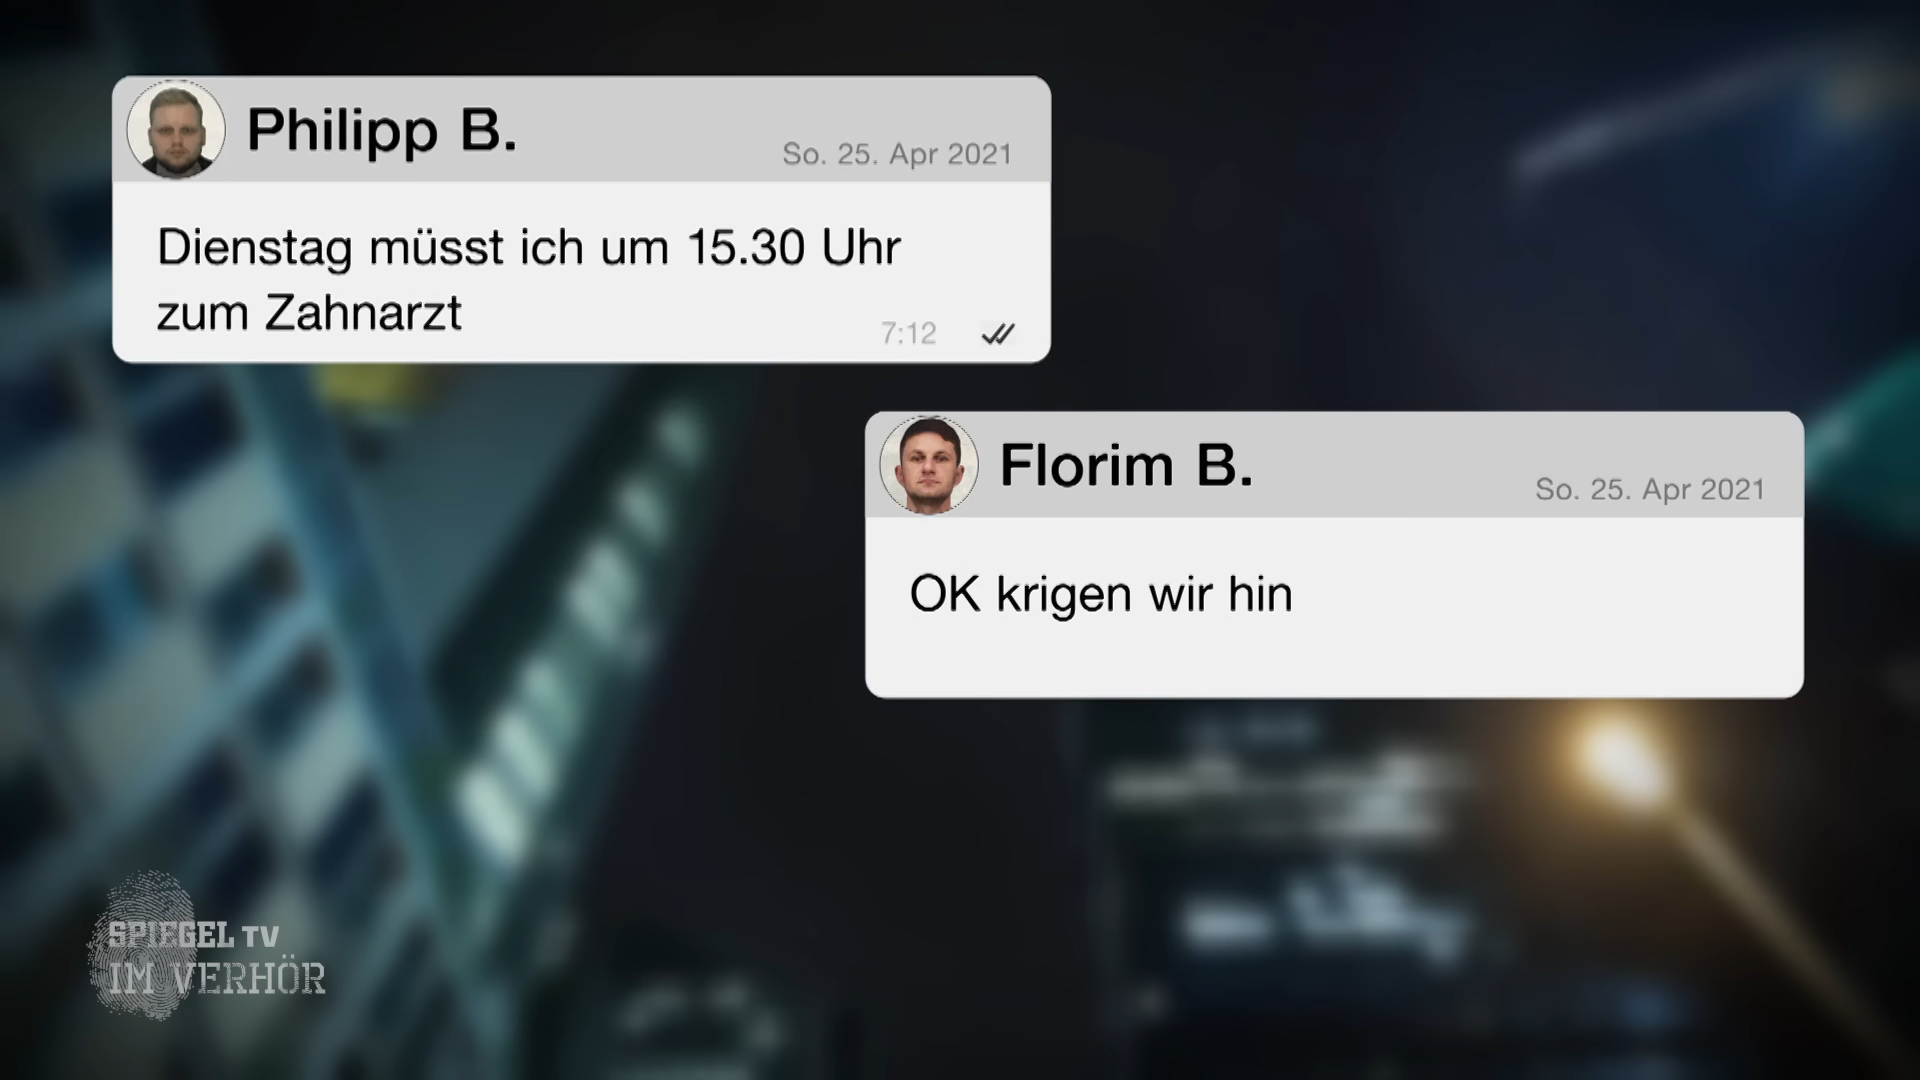 Philipp B.
So. 25. Apr 2021
Dienstag müsst ich um 15.30 Uhr
zum Zahnarzt
7:12
Florim B.
So. 25. Apr 2021
OK krigen wir hin
SPIEGEL TV
IM VERHÖR